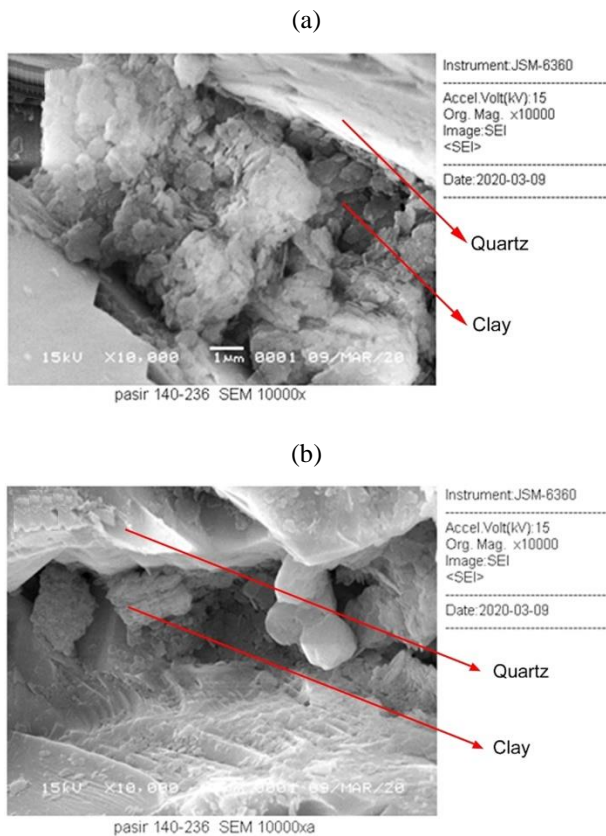 (a)
Instrument:JSM-6360
Accel.Volt(kV):15
Org. Mag. x10000
Image:SEI
<SEI>
Date:2020-03-09
Quartz
Clay
15kV X10,000 1µm 0001 09/MAR/20
pasir 140-236 SEM 10000x
(b)
Instrument:JSM-6360
Accel.Volt(kV):15
Org. Mag. x10000
Image:SEI
<SEI>
Date:2020-03-09
Quartz
Clay
15kV X10,000 0001 09/MAR/20
pasir 140-236 SEM 10000xa